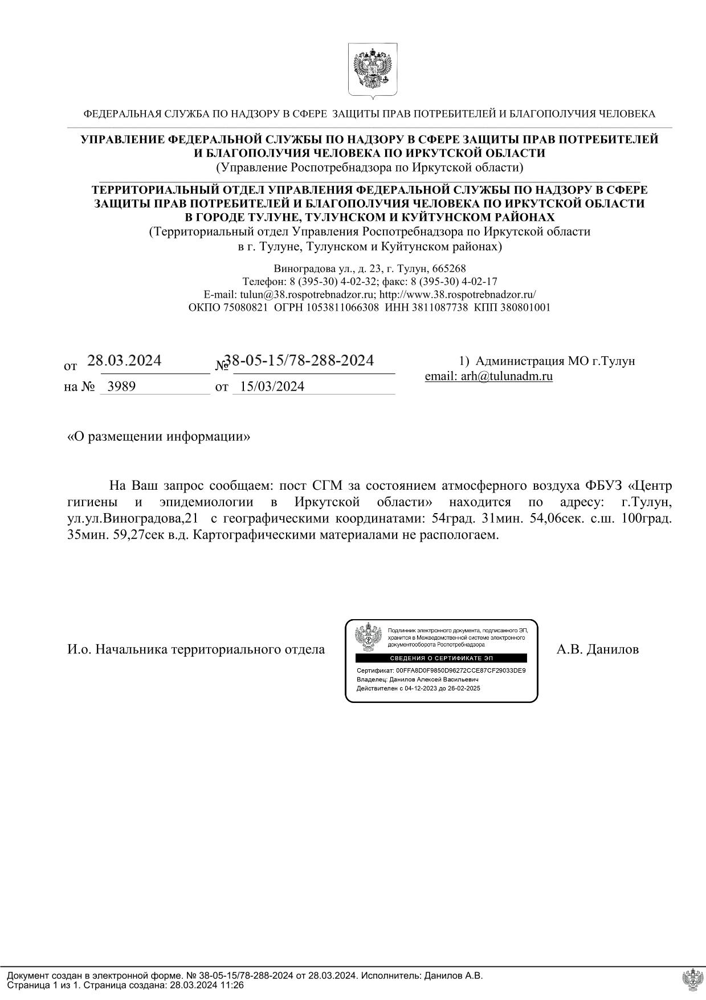 ФЕДЕРАЛЬНАЯ СЛУЖБА ПО НАДЗОРУ В СФЕРЕ  ЗАЩИТЫ ПРАВ ПОТРЕБИТЕЛЕЙ И БЛАГОПОЛУЧИЯ ЧЕЛОВЕКА
УПРАВЛЕНИЕ ФЕДЕРАЛЬНОЙ СЛУЖБЫ ПО НАДЗОРУ В СФЕРЕ ЗАЩИТЫ ПРАВ ПОТРЕБИТЕЛЕЙ
И БЛАГОПОЛУЧИЯ ЧЕЛОВЕКА ПО ИРКУТСКОЙ ОБЛАСТИ
(Управление Роспотребнадзора по Иркутской области)
ТЕРРИТОРИАЛЬНЫЙ ОТДЕЛ УПРАВЛЕНИЯ ФЕДЕРАЛЬНОЙ СЛУЖБЫ ПО НАДЗОРУ В СФЕРЕ
ЗАЩИТЫ ПРАВ ПОТРЕБИТЕЛЕЙ И БЛАГОПОЛУЧИЯ ЧЕЛОВЕКА ПО ИРКУТСКОЙ ОБЛАСТИ
В ГОРОДЕ ТУЛУНЕ, ТУЛУНСКОМ И КУЙТУНСКОМ РАЙОНАХ
(Территориальный отдел Управления Роспотребнадзора по Иркутской области
в г. Тулуне, Тулунском и Куйтунском районах)
Виноградова ул., д. 23, г. Тулун, 665268
Телефон: 8 (395-30) 4-02-32; факс: 8 (395-30) 4-02-17
E-mail: tulun@38.rospotrebnadzor.ru; http://www.38.rospotrebnadzor.ru/
ОКПО 75080821  ОГРН 1053811066308  ИНН 3811087738  КПП 380801001
от 28.03.2024 № 38-05-15/78-288-2024
на № 3989 от 15/03/2024
1) Администрация МО г.Тулун
email: arh@tulunadm.ru
«О размещении информации»
На Ваш запрос сообщаем: пост СГМ за состоянием атмосферного воздуха ФБУЗ «Центр
гигиены и эпидемиологии в Иркутской области» находится по адресу: г.Тулун,
ул.ул.Виноградова,21  с географическими координатами: 54град. 31мин. 54,06сек. с.ш. 100град.
35мин. 59,27сек в.д. Картографическими материалами не распологаем.
И.о. Начальника территориального отдела
Подлинник электронного документа, подписанного ЭП,
хранится в Межведомственной системе электронного
документооборота Роспотребнадзора.
СВЕДЕНИЯ О СЕРТИФИКАТЕ ЭП
Сертификат: 00FFA8D0F9850D96272CCE87CF29033DE9
Владелец: Данилов Алексей Васильевич
Действителен с 04-12-2023 до 26-02-2025
А.В. Данилов
Документ создан в электронной форме. № 38-05-15/78-288-2024 от 28.03.2024. Исполнитель: Данилов А.В.
Страница 1 из 1. Страница создана: 28.03.2024 11:26